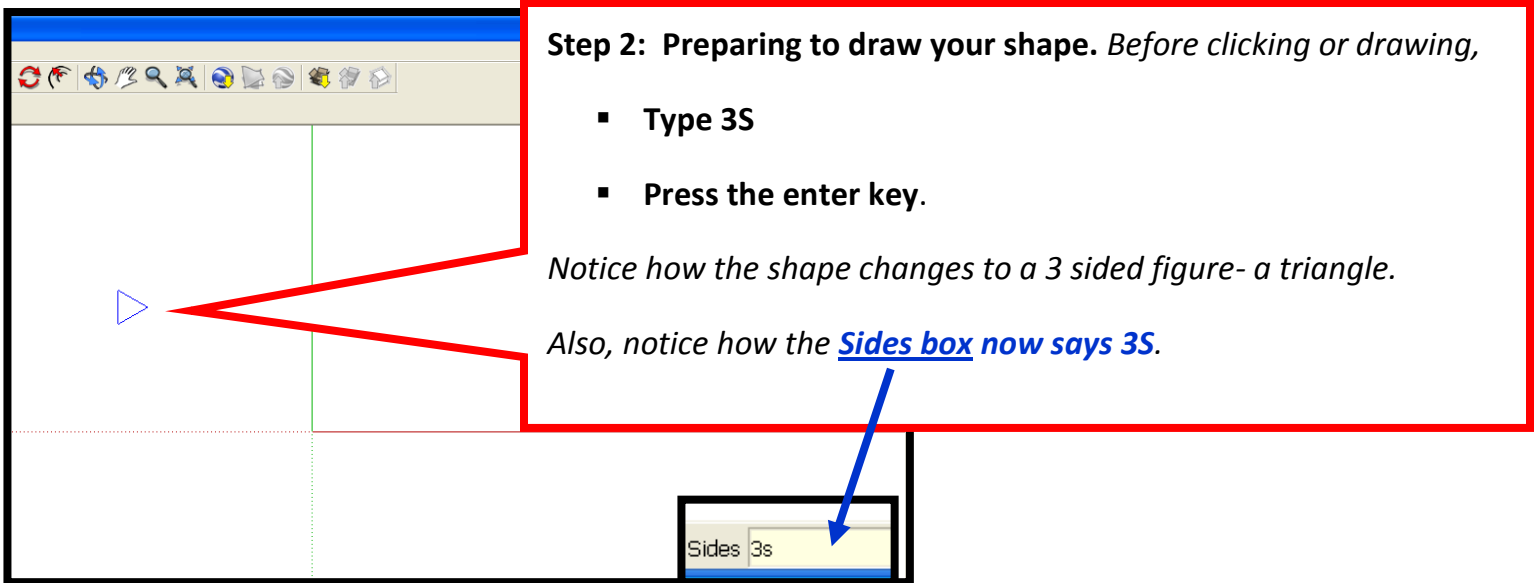 Step 2: Preparing to draw your shape. Before clicking or drawing,
▪ Type 3S
▪ Press the enter key.
Notice how the shape changes to a 3 sided figure- a triangle.
Also, notice how the Sides box now says 3S.
Sides 3s